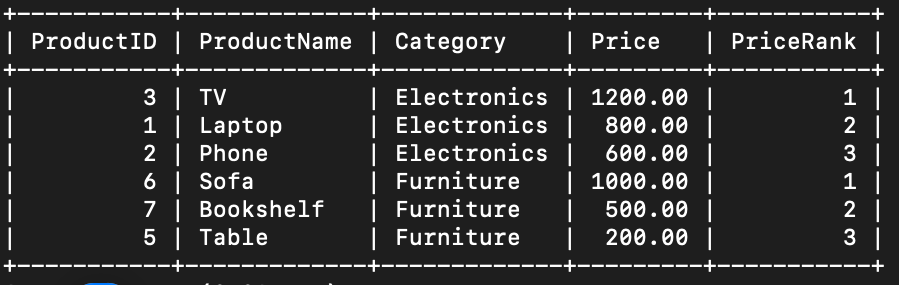 +-----------+-------------+-------------+---------+-----------+
| ProductID | ProductName | Category    | Price   | PriceRank |
+-----------+-------------+-------------+---------+-----------+
|         3 | TV          | Electronics | 1200.00 |         1 |
|         1 | Laptop      | Electronics |  800.00 |         2 |
|         2 | Phone       | Electronics |  600.00 |         3 |
|         6 | Sofa        | Furniture   | 1000.00 |         1 |
|         7 | Bookshelf   | Furniture   |  500.00 |         2 |
|         5 | Table       | Furniture   |  200.00 |         3 |
+-----------+-------------+-------------+---------+-----------+